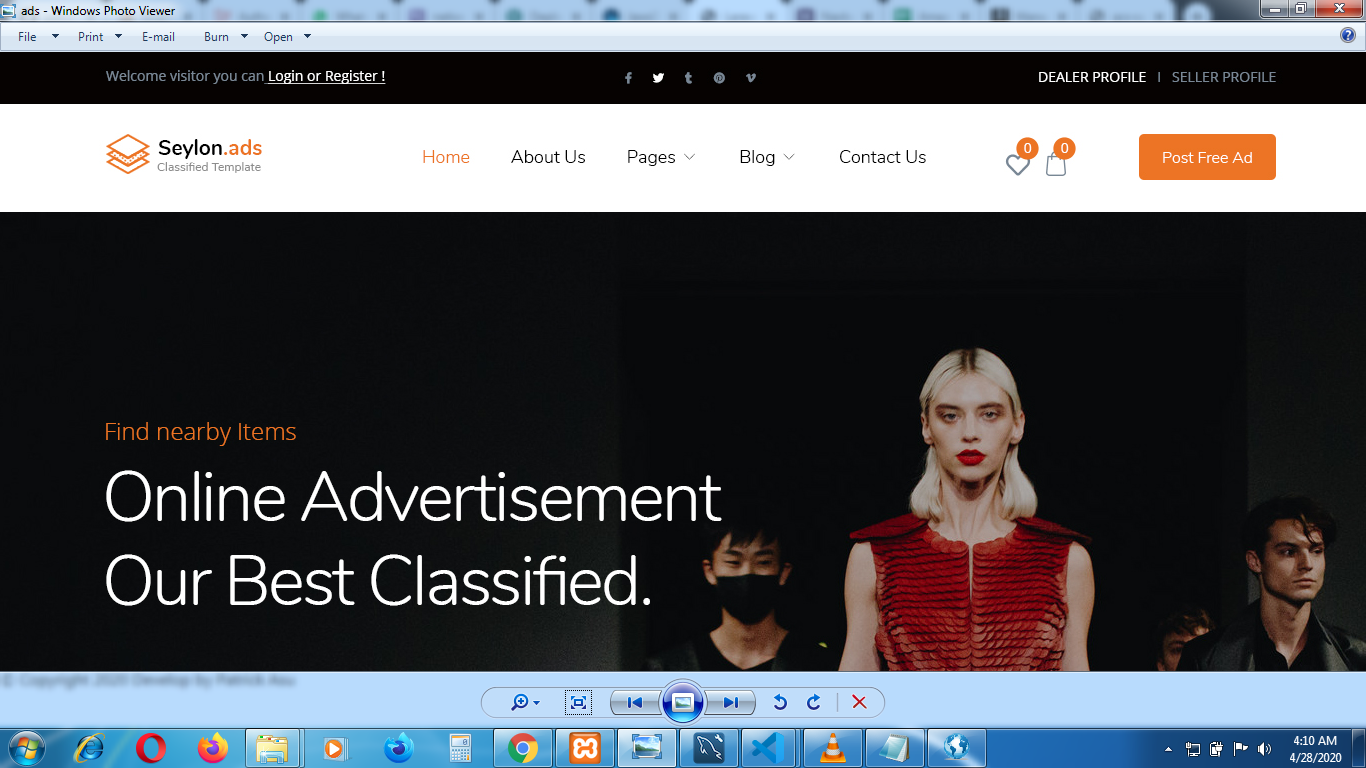 ads - Windows Photo Viewer
File Print E-mail Burn Open
Welcome visitor you can Login or Register !
DEALER PROFILE | SELLER PROFILE
Seylon.ads
Classified Template
Home About Us Pages Blog Contact Us
0 0
Post Free Ad
Find nearby Items
Online Advertisement
Our Best Classified.
© Copyright 2020 Develop by Patrick Asu
4:10 AM
4/28/2020